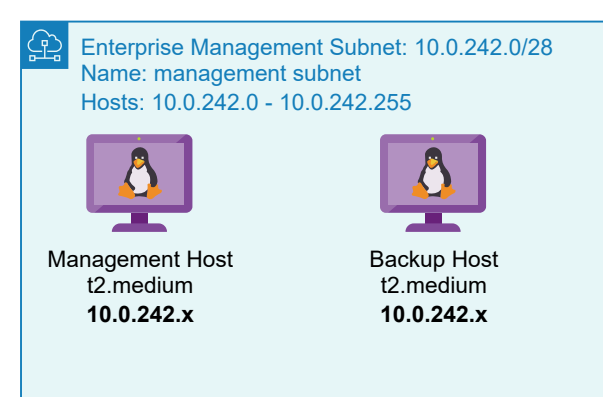 Enterprise Management Subnet: 10.0.242.0/28
Name: management subnet
Hosts: 10.0.242.0 - 10.0.242.255
Management Host
t2.medium
10.0.242.x
Backup Host
t2.medium
10.0.242.x